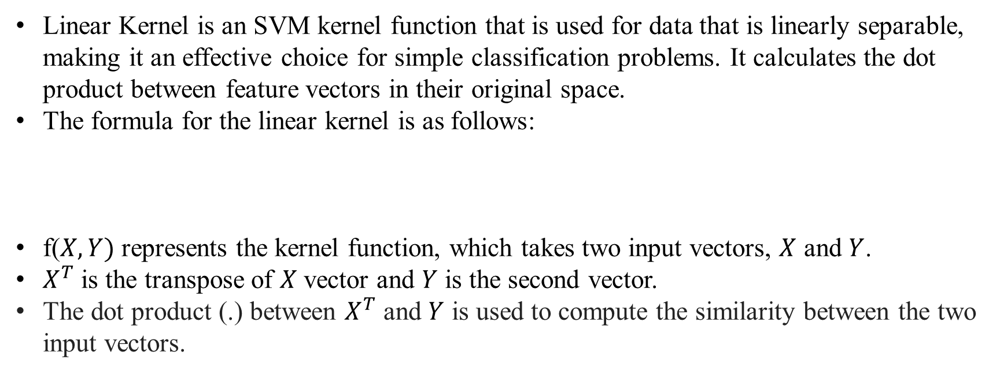 • Linear Kernel is an SVM kernel function that is used for data that is linearly separable,
making it an effective choice for simple classification problems. It calculates the dot
product between feature vectors in their original space.
• The formula for the linear kernel is as follows:
• f(𝑋, 𝑌) represents the kernel function, which takes two input vectors, 𝑋 and 𝑌.
• 𝑋ᵀ is the transpose of 𝑋 vector and 𝑌 is the second vector.
• The dot product (.) between 𝑋ᵀ and 𝑌 is used to compute the similarity between the two
input vectors.